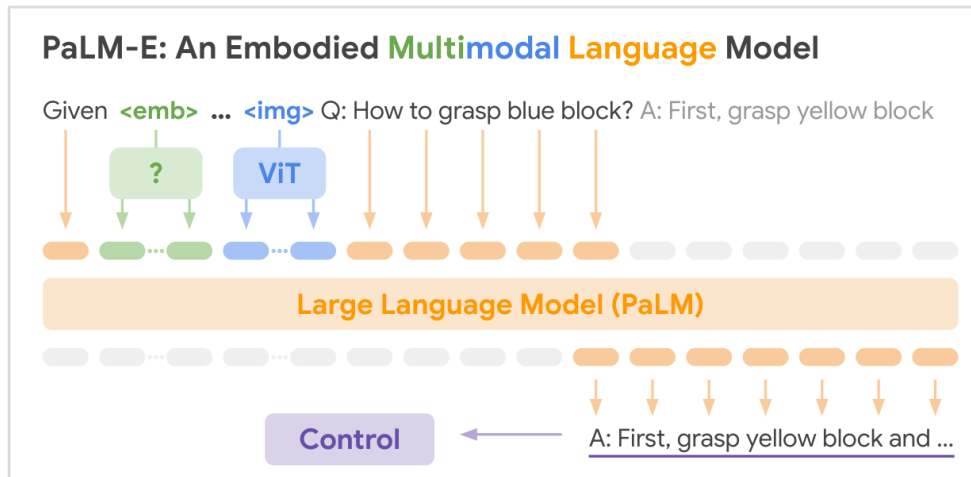 PaLM-E: An Embodied Multimodal Language Model
Given <emb> ... <img> Q: How to grasp blue block? A: First, grasp yellow block
? ViT
Large Language Model (PaLM)
Control A: First, grasp yellow block and ...